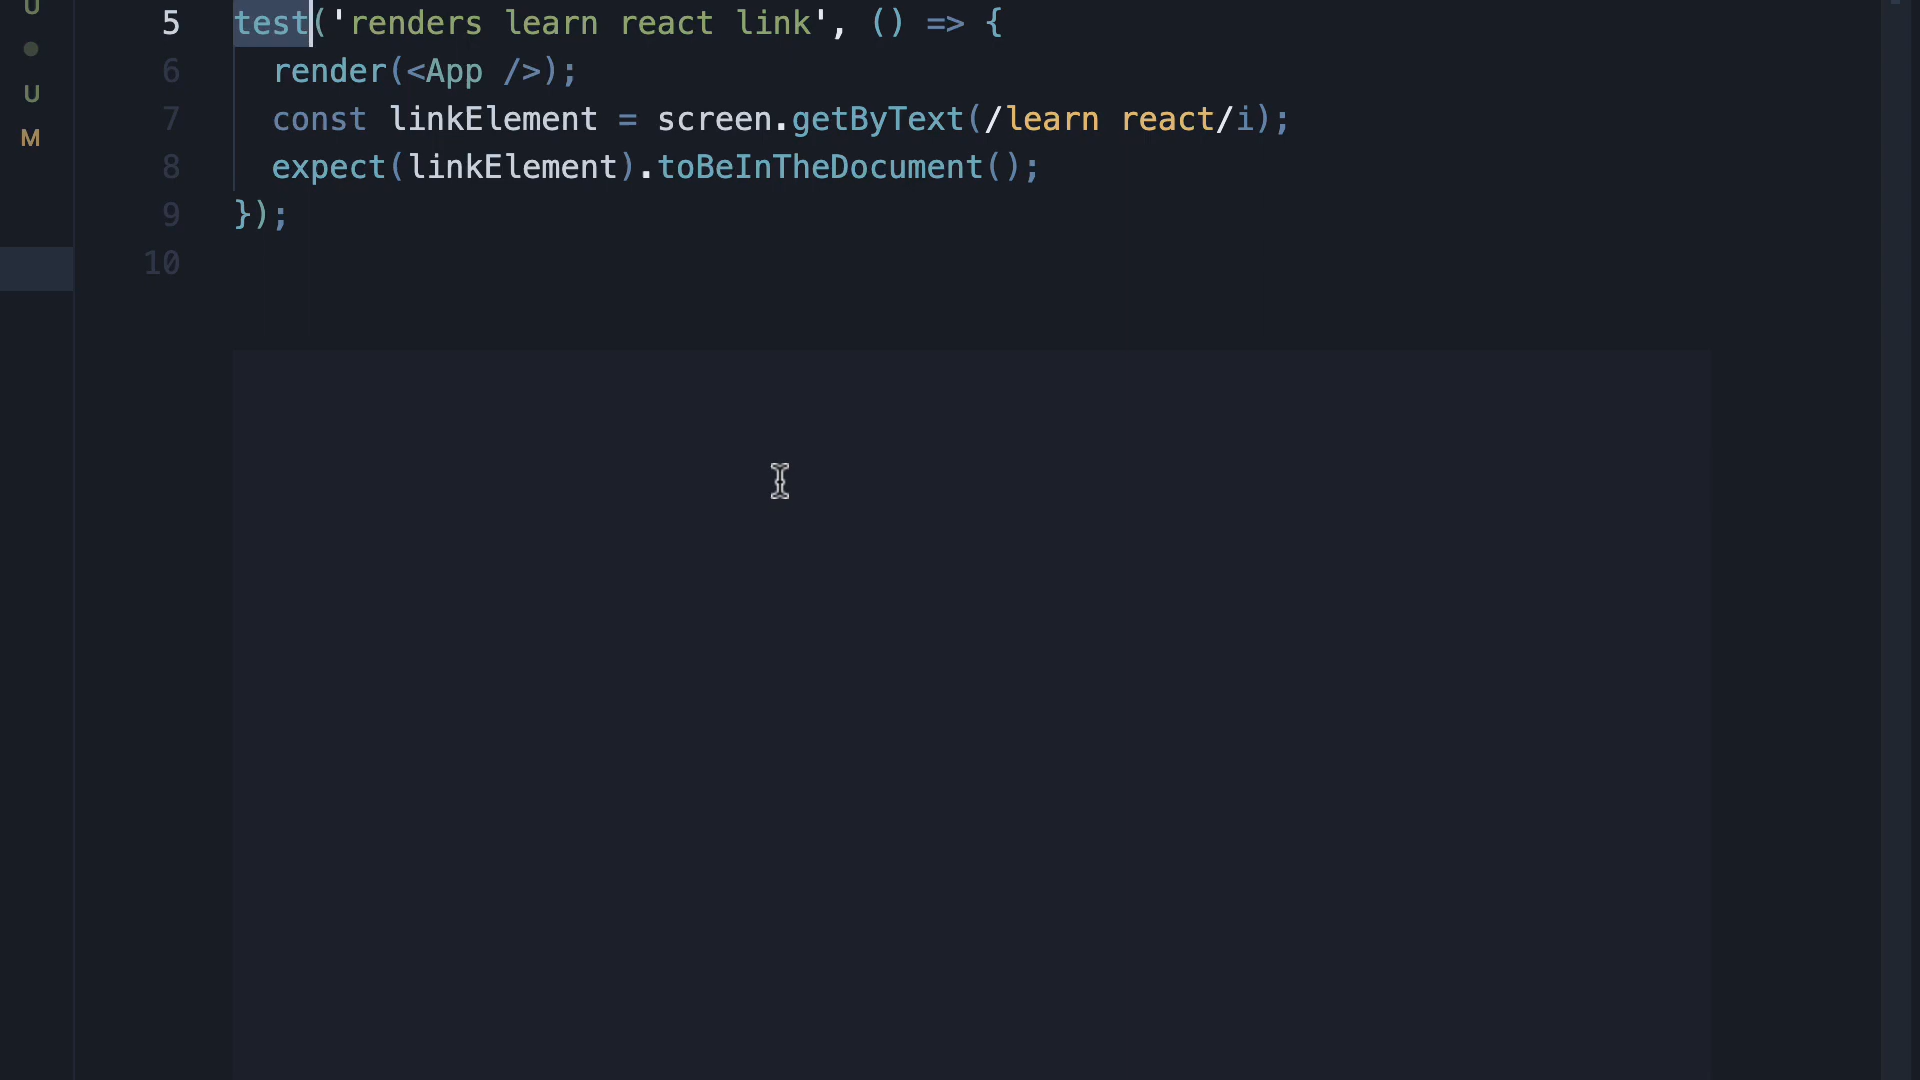 U
5 test('renders learn react link', () => {
6 render(<App />);
U
7 const linkElement = screen.getByText(/learn react/i);
M
8 expect(linkElement).toBeInTheDocument();
9 });
10